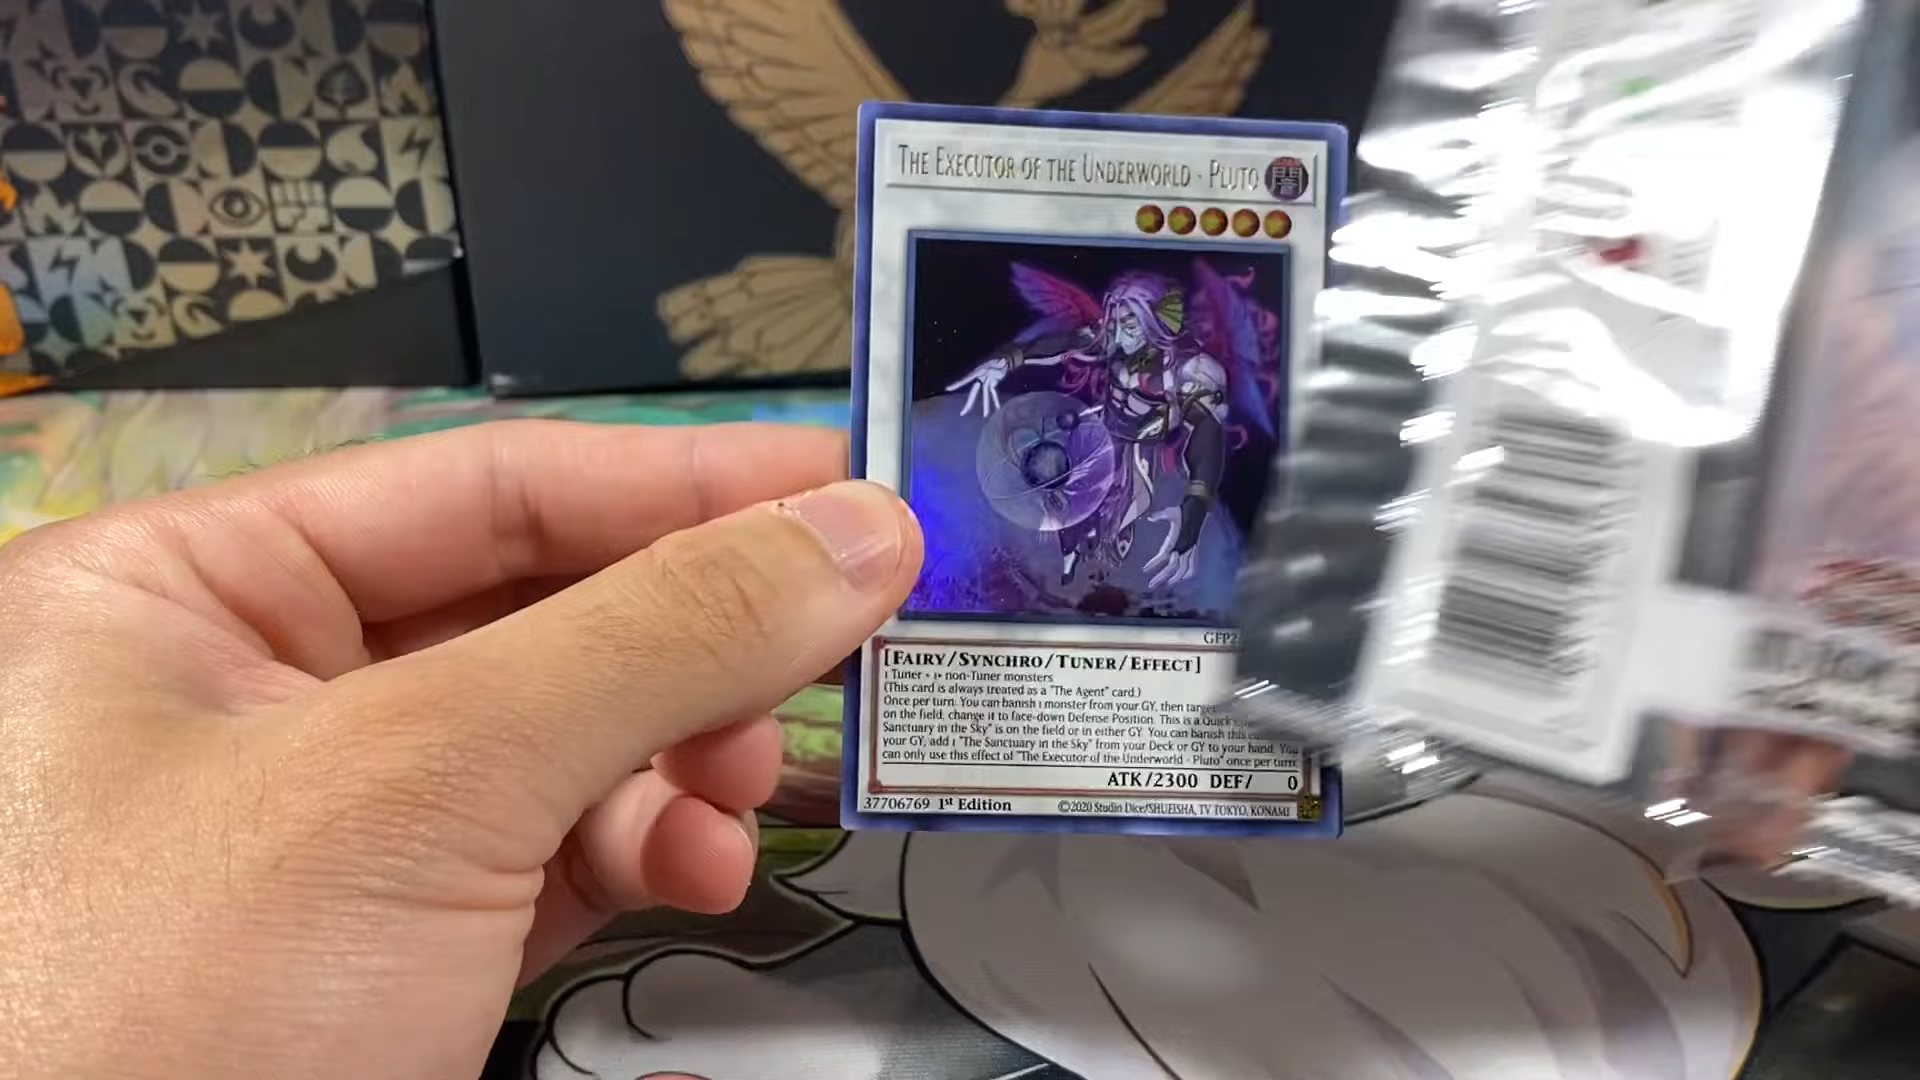 THE EXECUTOR OF THE UNDERWORLD - PLUTO
闇
GFP2
[FAIRY/SYNCHRO/TUNER/EFFECT]
1 Tuner + 1+ non-Tuner monsters
(This card is always treated as a "The Agent" card.)
Once per turn: You can banish 1 monster from your GY, then target
on the field; change it to face-down Defense Position. This is a Quick
Sanctuary in the Sky" is on the field or in either GY. You can banish this
your GY; add 1 "The Sanctuary in the Sky" from your Deck or GY to your hand. You
can only use this effect of "The Executor of the Underworld - Pluto" once per turn.
ATK/2300 DEF/ 0
37706769 1st Edition ©2020 Studio Dice/SHUEISHA, TV TOKYO, KONAMI